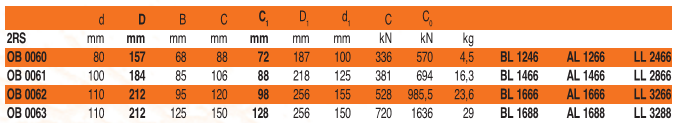 d D B C C₁ D₁ d₁ C C₀
2RS mm mm mm mm mm mm mm kN kN kg
OB 0060 80 157 68 88 72 187 100 336 570 4,5 BL 1246 AL 1266 LL 2466
OB 0061 100 184 85 106 88 218 125 381 694 16,3 BL 1466 AL 1466 LL 2866
OB 0062 110 212 95 120 98 256 155 528 985,5 23,6 BL 1666 AL 1666 LL 3266
OB 0063 110 212 125 150 128 256 150 720 1636 29 BL 1688 AL 1688 LL 3288